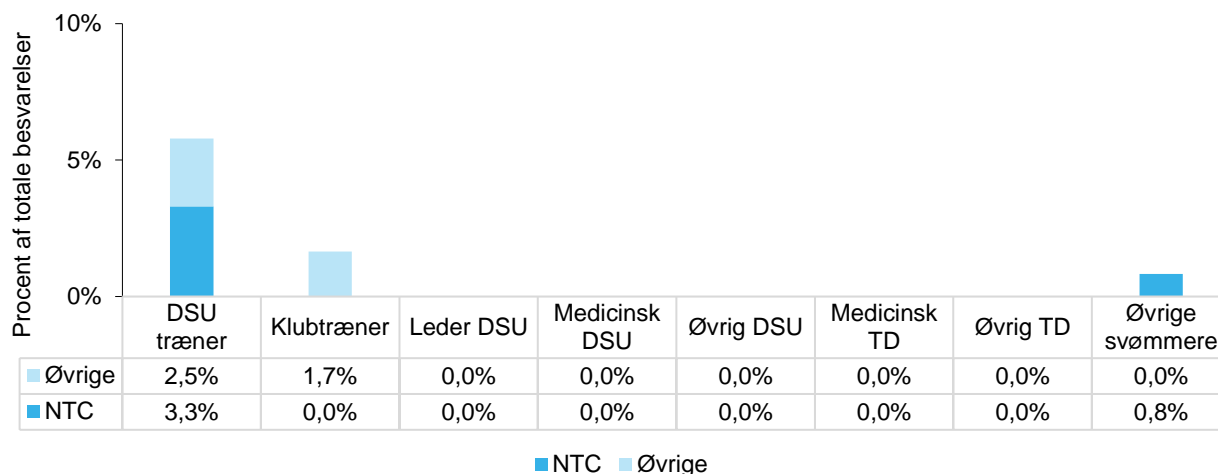 10%
5%
0%
Procent af totale besvarelser
DSU træner Klubtræner Leder DSU Medicinsk DSU Øvrig DSU Medicinsk TD Øvrig TD Øvrige svømmere
Øvrige 2,5% 1,7% 0,0% 0,0% 0,0% 0,0% 0,0% 0,0%
NTC 3,3% 0,0% 0,0% 0,0% 0,0% 0,0% 0,0% 0,8%
NTC Øvrige